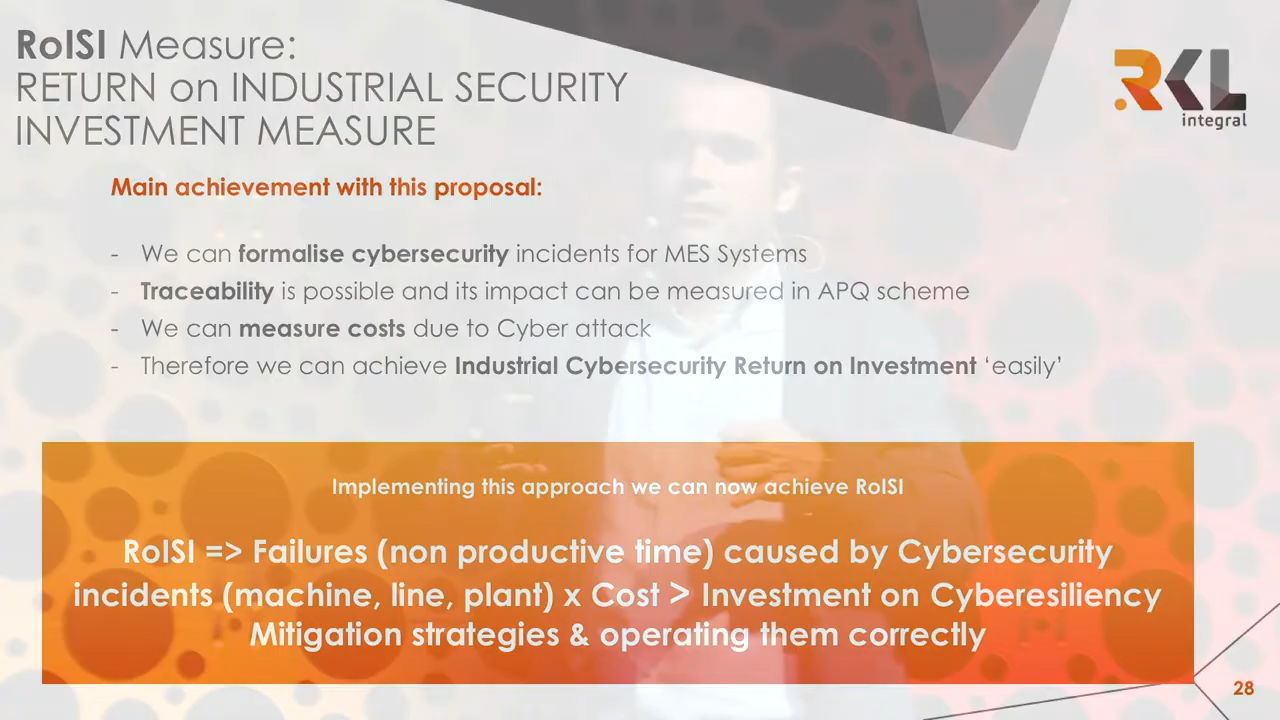 RoISI Measure:
RETURN on INDUSTRIAL SECURITY
INVESTMENT MEASURE
RKL
integral
Main achievement with this proposal:
- We can formalise cybersecurity incidents for MES Systems
- Traceability is possible and its impact can be measured in APQ scheme
- We can measure costs due to Cyber attack
- Therefore we can achieve Industrial Cybersecurity Return on Investment ‘easily’
Implementing this approach we can now achieve RoISI
RoISI => Failures (non productive time) caused by Cybersecurity
incidents (machine, line, plant) x Cost > Investment on Cyberesiliency
Mitigation strategies & operating them correctly
28